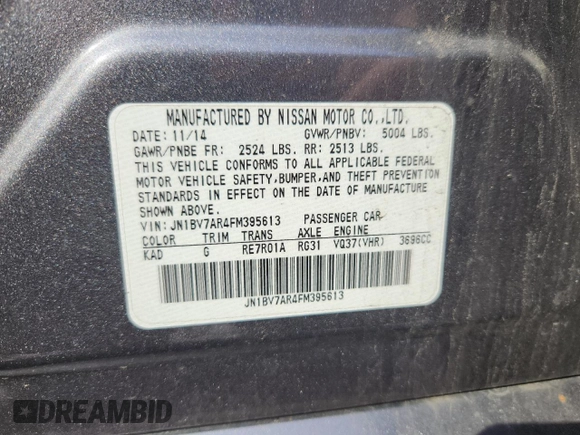 MANUFACTURED BY NISSAN MOTOR CO.,LTD.
DATE: 11/14 GVWR/PNBV: 5004 LBS.
GAWR/PNBE FR: 2524 LBS. RR: 2513 LBS.
THIS VEHICLE CONFORMS TO ALL APPLICABLE FEDERAL
MOTOR VEHICLE SAFETY,BUMPER,AND THEFT PREVENTION
STANDARDS IN EFFECT ON THE DATE OF MANUFACTURE
SHOWN ABOVE.
VIN: JN1BV7AR4FM395613 PASSENGER CAR
COLOR TRIM TRANS AXLE ENGINE
KAD G RE7R01A RG31 VQ37(VHR) 3696CC
JN1BV7AR4FM395613
DREAMBID